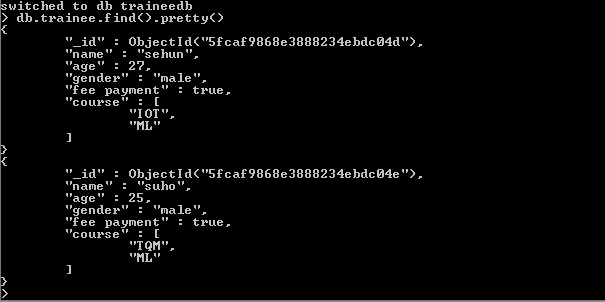 switched to db traineedb
> db.trainee.find().pretty()
{
        "_id" : ObjectId("5fcaf9868e3888234ebdc04d"),
        "name" : "sehun",
        "age" : 27,
        "gender" : "male",
        "fee payment" : true,
        "course" : [
                "IOT",
                "ML"
        ]
}
{
        "_id" : ObjectId("5fcaf9868e3888234ebdc04e"),
        "name" : "suho",
        "age" : 25,
        "gender" : "male",
        "fee payment" : true,
        "course" : [
                "TQM",
                "ML"
        ]
}
>